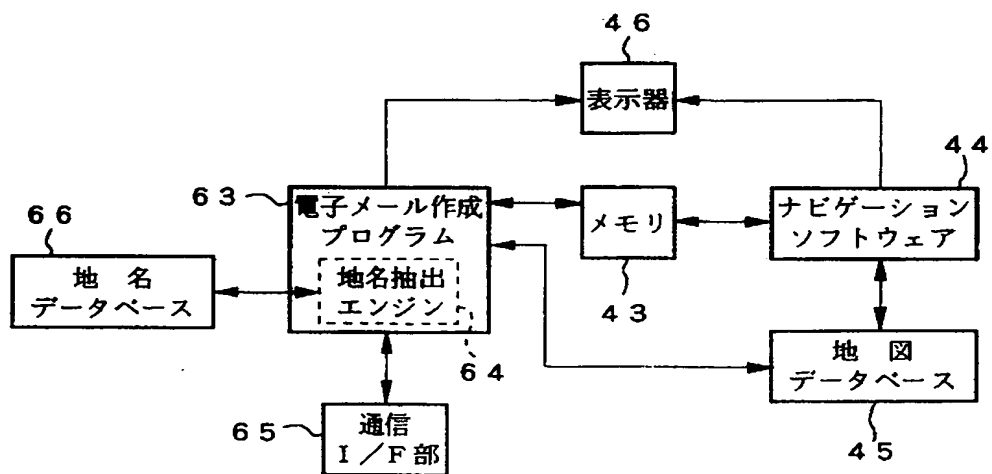 ４６
表示器
４４
６３
電子メール作成
プログラム
地名抽出
エンジン
メモリ
ナビゲーション
ソフトウェア
６６
地　名
データベース
４３
６４
地　図
データベース
６５
通信
Ｉ／Ｆ部
４５